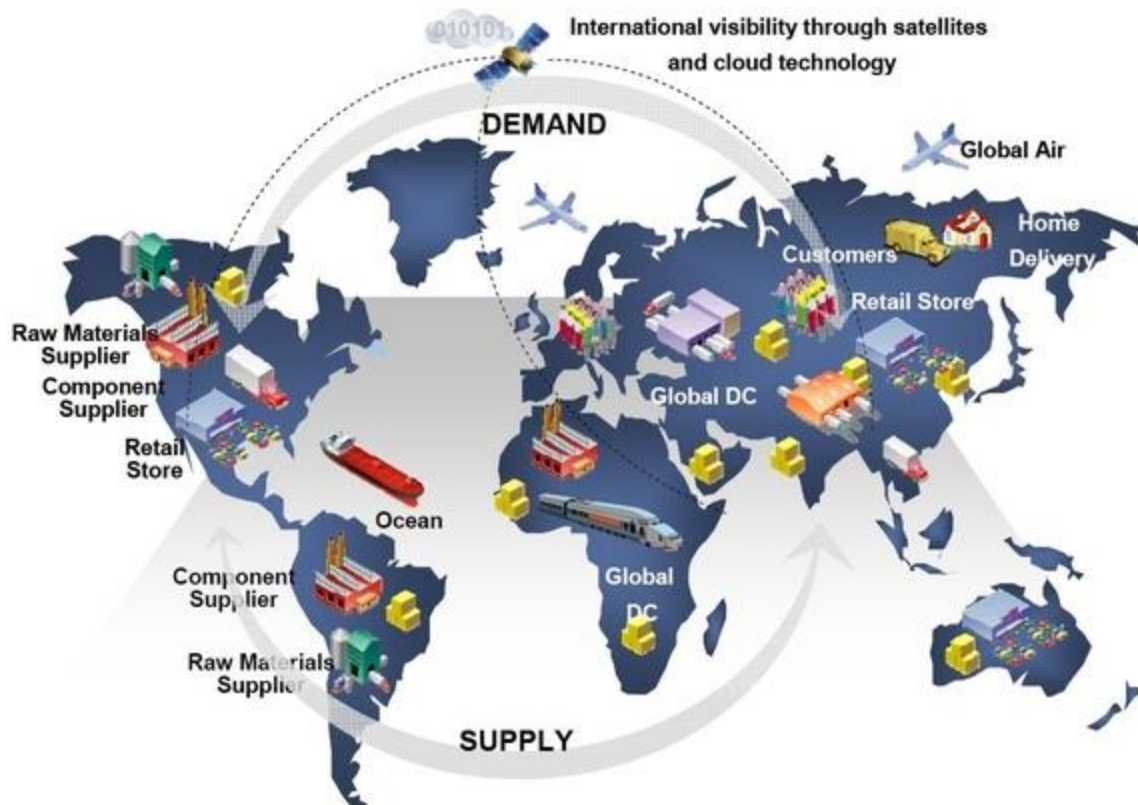 010101
International visibility through satellites
and cloud technology
DEMAND
Global Air
Home
Delivery
Customers
Retail Store
Raw Materials
Supplier
Component
Supplier
Global DC
Retail
Store
Ocean
Component
Supplier
Global
DC
Raw Materials
Supplier
SUPPLY